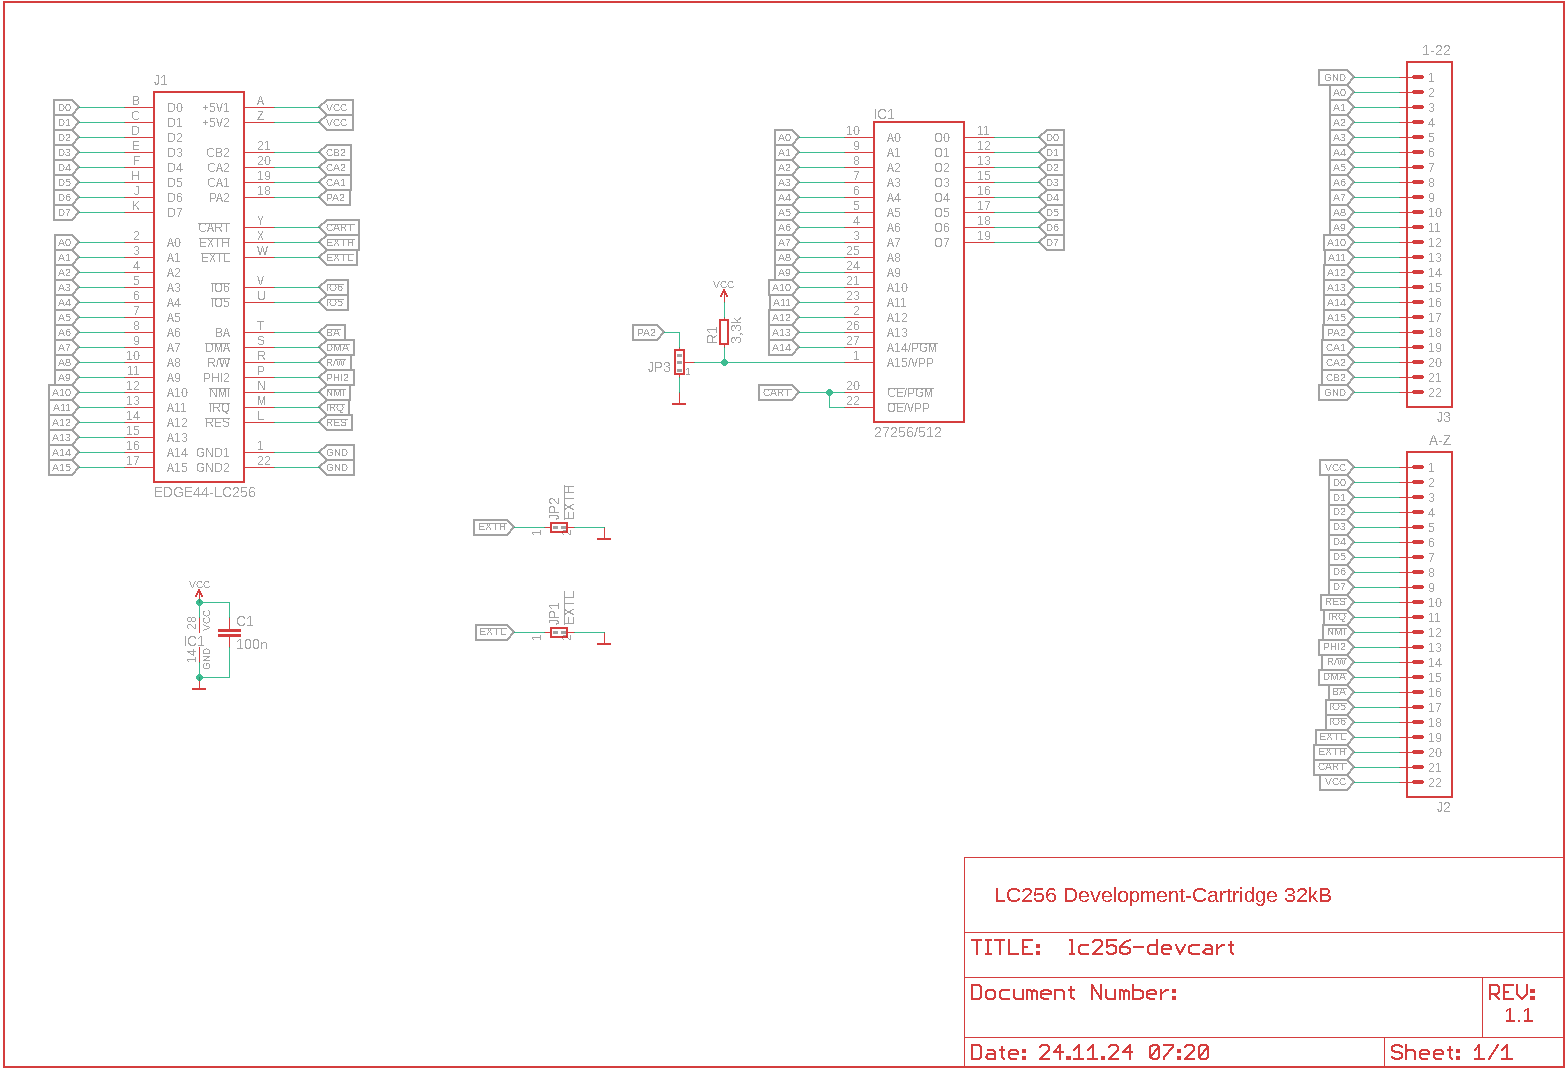 J1
D0 B D0 +5V1 A VCC
D1 C D1 +5V2 Z VCC
D2 D D2
D3 E D3 CB2 21 CB2
D4 F D4 CA2 20 CA2
D5 H D5 CA1 19 CA1
D6 J D6 PA2 18 PA2
D7 K D7
CART Y CART
A0 2 A0 EXTH X EXTH
A1 3 A1 EXTL W EXTL
A2 4 A2
A3 5 A3 IO6 V IO6
A4 6 A4 IO5 U IO5
A5 7 A5
A6 8 A6 BA T BA
A7 9 A7 DMA S DMA
A8 10 A8 R/W R R/W
A9 11 A9 PHI2 P PHI2
A10 12 A10 NMI N NMI
A11 13 A11 IRQ M IRQ
A12 14 A12 RES L RES
A13 15 A13
A14 16 A14 GND1 1 GND
A15 17 A15 GND2 22 GND
EDGE44-LC256
VCC
28 VCC
IC1
14 GND
C1
100n
EXTH 1 JP2 2 EXTH
EXTL 1 JP1 2 EXTL
PA2
JP3 1
VCC
R1 3,3k
IC1
A0 10 A0 O0 11 D0
A1 9 A1 O1 12 D1
A2 8 A2 O2 13 D2
A3 7 A3 O3 15 D3
A4 6 A4 O4 16 D4
A5 5 A5 O5 17 D5
A6 4 A6 O6 18 D6
A7 3 A7 O7 19 D7
A8 25 A8
A9 24 A9
A10 21 A10
A11 23 A11
A12 2 A12
A13 26 A13
A14 27 A14/PGM
1 A15/VPP
CART 20 CE/PGM
22 OE/VPP
27256/512
1-22
GND 1
A0 2
A1 3
A2 4
A3 5
A4 6
A5 7
A6 8
A7 9
A8 10
A9 11
A10 12
A11 13
A12 14
A13 15
A14 16
A15 17
PA2 18
CA1 19
CA2 20
CB2 21
GND 22
J3
A-Z
VCC 1
D0 2
D1 3
D2 4
D3 5
D4 6
D5 7
D6 8
D7 9
RES 10
IRQ 11
NMI 12
PHI2 13
R/W 14
DMA 15
BA 16
IO5 17
IO6 18
EXTL 19
EXTH 20
CART 21
VCC 22
J2
LC256 Development-Cartridge 32kB
TITLE: lc256-devcart
Document Number:
REV:
1.1
Date: 24.11.24 07:20
Sheet: 1/1